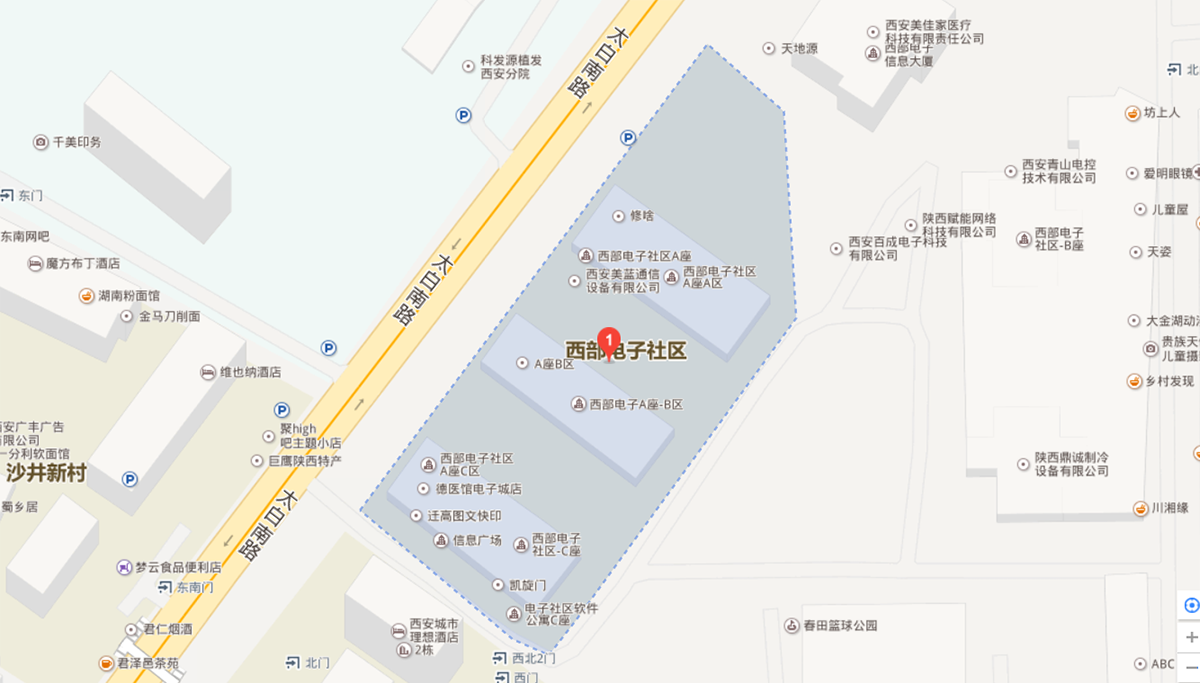 西安美佳家医疗
科技有限责任公司
天地源
西部电子
信息大厦
太白南路
科发源植发
西安分院
P
北
坊上人
千美印务
P
西安青山电控
技术有限公司
爱明眼镜
东门
儿童屋
修啥
陕西赋能网络
科技有限公司
东南网吧
西部电子
社区-B座
西安百成电子科技
有限公司
天姿
西部电子社区A座
魔方布丁酒店
西安美蓝通信
设备有限公司
西部电子社区
A座A区
太白南路
湖南粉面馆
金马刀削面
大金湖动
1
P
西部电子社区
贵族天
儿童摄
A座B区
维也纳酒店
乡村发现
西部电子A座-B区
P
聚high
吧主题小店
安广丰广告
有限公司
一分利软面馆
巨鹰陕西特产
西部电子社区
A座C区
陕西鼎诚制冷
设备有限公司
沙井新村
P
德医馆电子城店
蜀乡居
川湘缘
太白南路
迁高图文快印
信息广场
西部电子
社区-C座
梦云食品便利店
东南门
凯旋门
电子社区软件
公寓C座
君仁烟酒
西安城市
理想酒店
2栋
春田篮球公园
君泽邑茶苑
北门
西北2门
西门
ABC